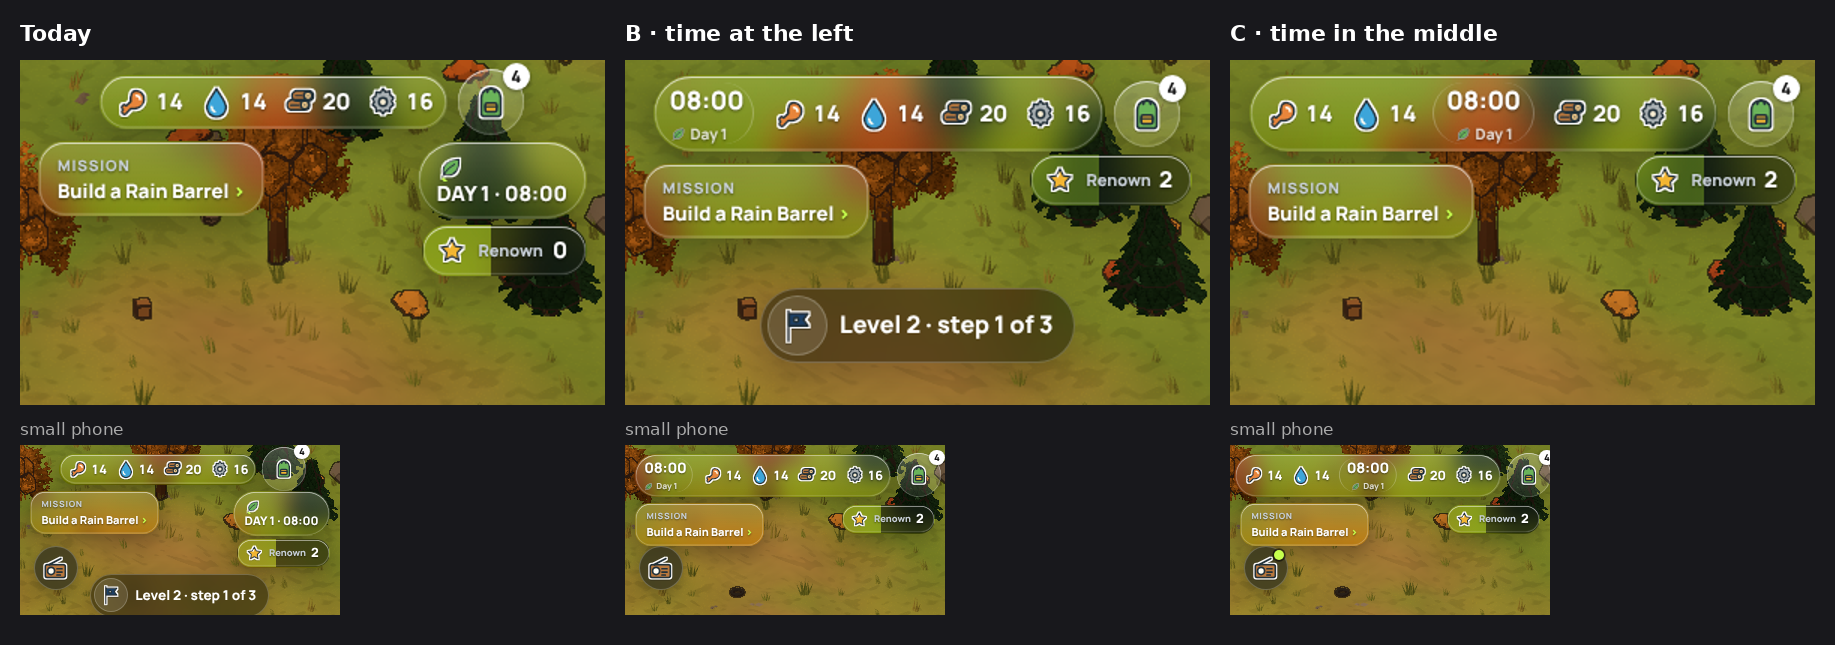 Today
4
14 14 20 16
MISSION
Build a Rain Barrel ›
DAY 1 · 08:00
Renown 0
B · time at the left
4
08:00
Day 1
14 14 20 16
Renown 2
MISSION
Build a Rain Barrel ›
Level 2 · step 1 of 3
C · time in the middle
4
14 14
08:00
Day 1
20 16
Renown 2
MISSION
Build a Rain Barrel ›
small phone
4
14 14 20 16
MISSION
Build a Rain Barrel ›
DAY 1 · 08:00
Renown 2
Level 2 · step 1 of 3
small phone
4
08:00
Day 1
14 14 20 16
MISSION
Build a Rain Barrel ›
Renown 2
small phone
4
14 14
08:00
Day 1
20 16
MISSION
Build a Rain Barrel ›
Renown 2